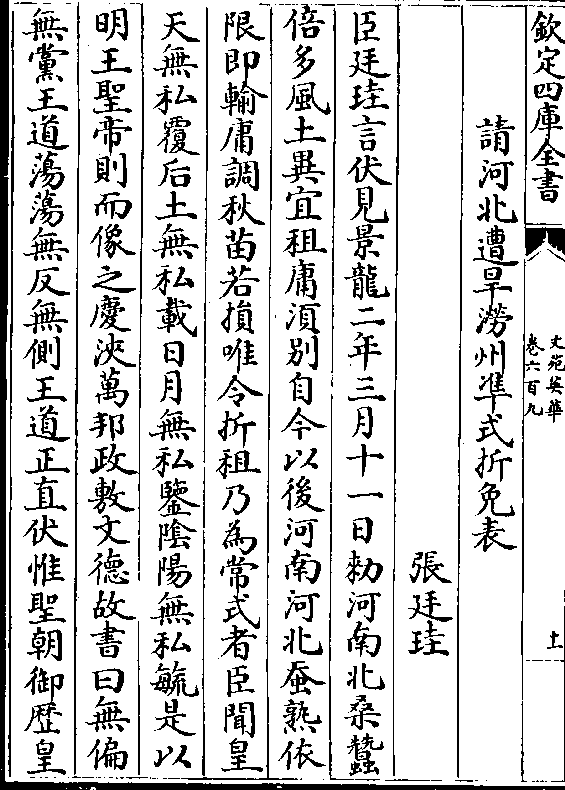 欽定四庫全書
文苑英華
卷六百九
十
請河北遭旱澇州準式折免表
張廷珪
臣廷珪言伏見景龍二年三月十一日勑河南北桑蠶
倍多風土異宜租庸湏別自今以後河南河北蚕熟依
限即輸庸調秋苗若損唯令折租乃為常式者臣聞皇
天無私覆后土無私載日月無私鑒陰陽無私毓是以
明王聖帝則而像之慶浹萬邦政敷文德故書曰無偏
無黨王道蕩蕩無反無側王道正直伏惟聖朝御歴皇